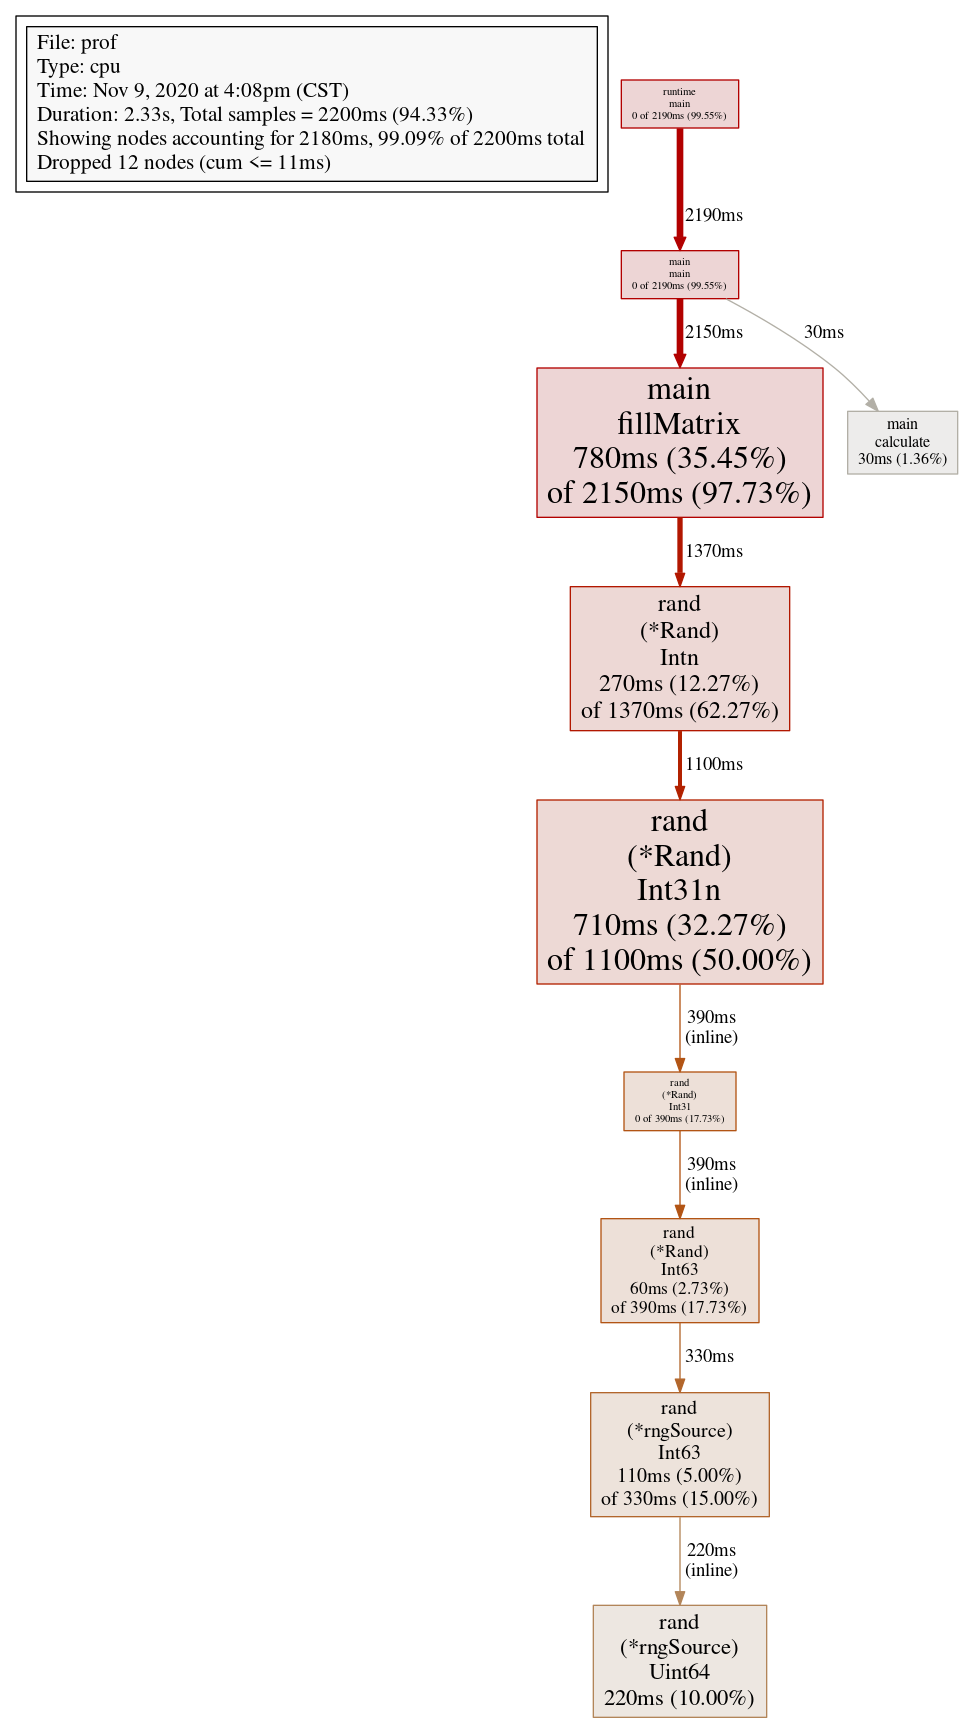 File: prof
Type: cpu
Time: Nov 9, 2020 at 4:08pm (CST)
Duration: 2.33s, Total samples = 2200ms (94.33%)
Showing nodes accounting for 2180ms, 99.09% of 2200ms total
Dropped 12 nodes (cum <= 11ms)
runtime
main
0 of 2190ms (99.55%)
2190ms
main
main
0 of 2190ms (99.55%)
2150ms
30ms
main
fillMatrix
780ms (35.45%)
of 2150ms (97.73%)
main
calculate
30ms (1.36%)
1370ms
rand
(*Rand)
Intn
270ms (12.27%)
of 1370ms (62.27%)
1100ms
rand
(*Rand)
Int31n
710ms (32.27%)
of 1100ms (50.00%)
390ms
(inline)
rand
(*Rand)
Int31
0 of 390ms (17.73%)
390ms
(inline)
rand
(*Rand)
Int63
60ms (2.73%)
of 390ms (17.73%)
330ms
rand
(*rngSource)
Int63
110ms (5.00%)
of 330ms (15.00%)
220ms
(inline)
rand
(*rngSource)
Uint64
220ms (10.00%)